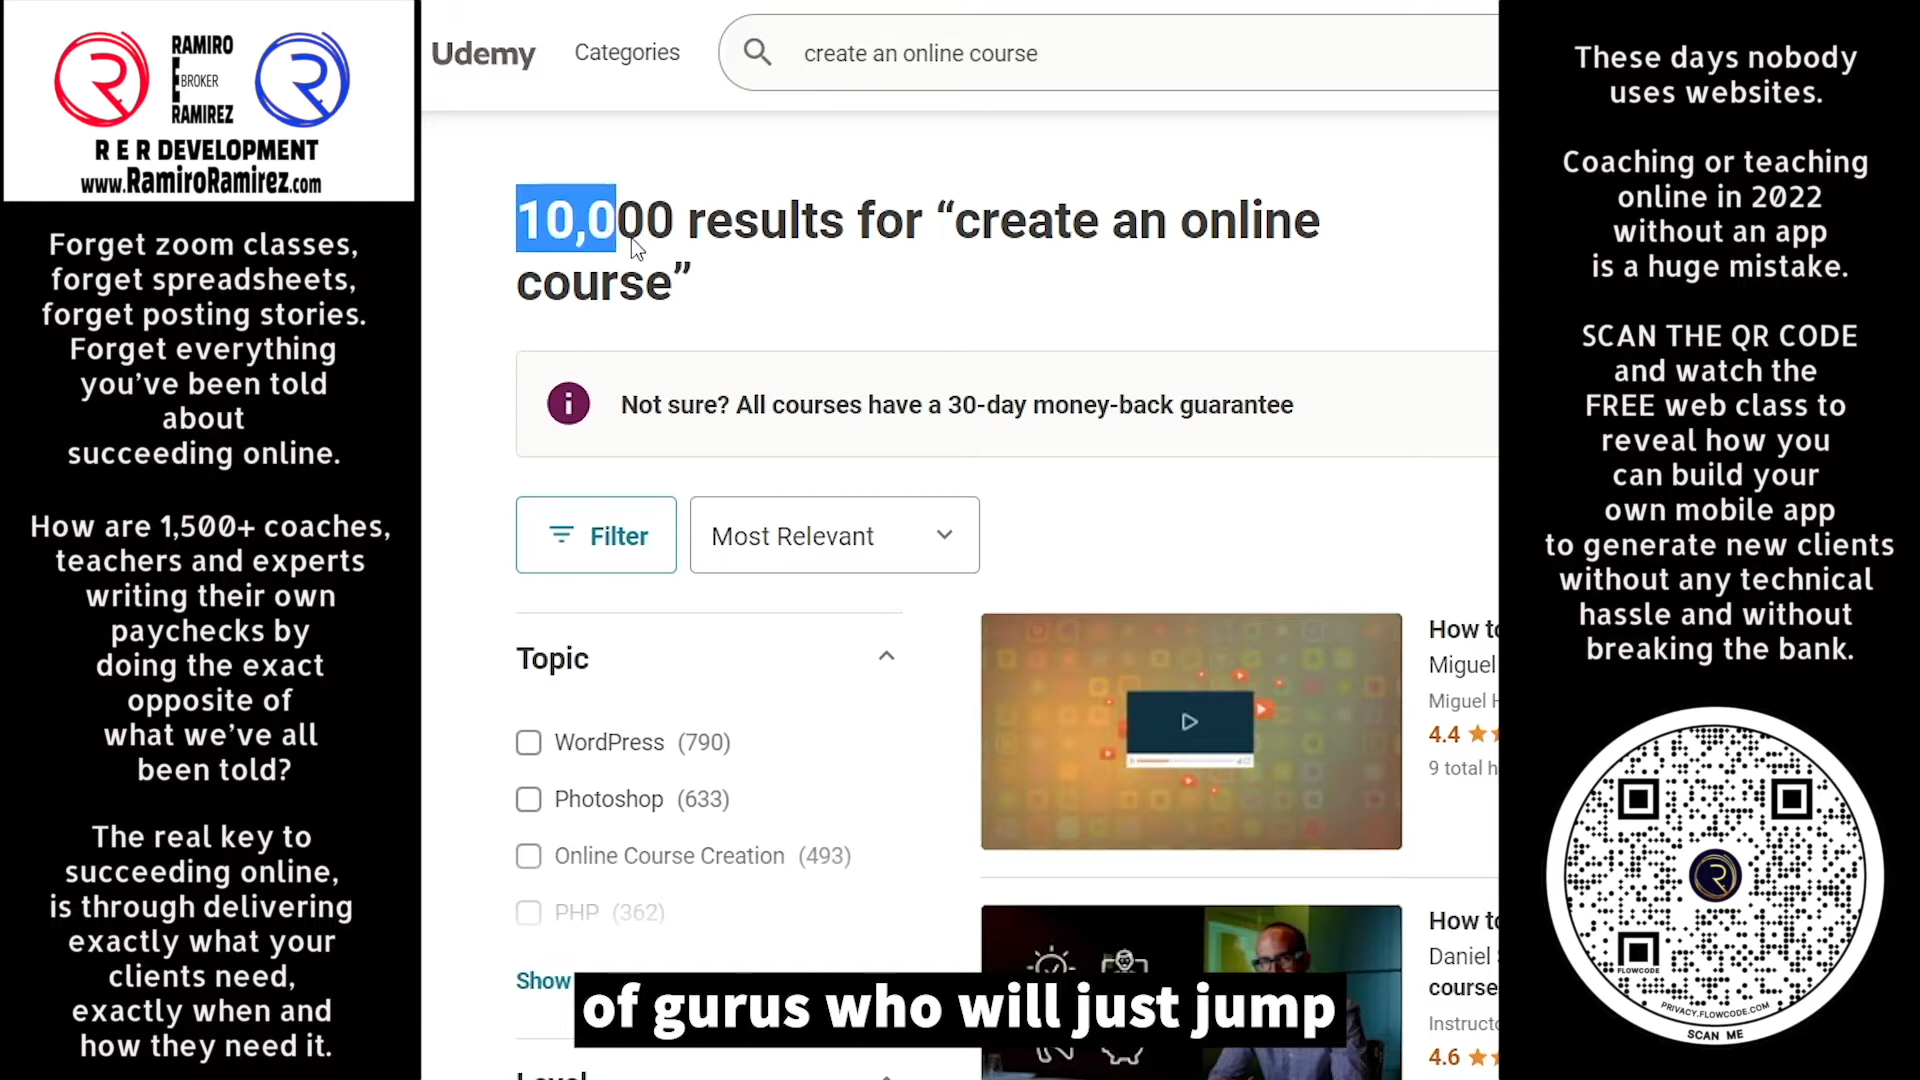 RAMIRO
E
BROKER
RAMIREZ
R E R DEVELOPMENT
www.RamiroRamirez.com
Forget zoom classes,
forget spreadsheets,
forget posting stories.
Forget everything
you've been told
about
succeeding online.
How are 1,500+ coaches,
teachers and experts
writing their own
paychecks by
doing the exact
opposite of
what we've all
been told?
The real key to
succeeding online,
is through delivering
exactly what your
clients need,
exactly when and
how they need it.
Udemy
Categories
create an online course
10,000 results for “create an online
course”
Not sure? All courses have a 30-day money-back guarantee
Filter
Most Relevant
Topic
WordPress (790)
Photoshop (633)
Online Course Creation (493)
PHP (362)
Show
How to
Miguel
Miguel H
4.4
9 total h
How to
Daniel
course
Instructo
4.6
of gurus who will just jump
These days nobody
uses websites.
Coaching or teaching
online in 2022
without an app
is a huge mistake.
SCAN THE QR CODE
and watch the
FREE web class to
reveal how you
can build your
own mobile app
to generate new clients
without any technical
hassle and without
breaking the bank.
FLOWCODE
PRIVACY.FLOWCODE.COM
SCAN ME